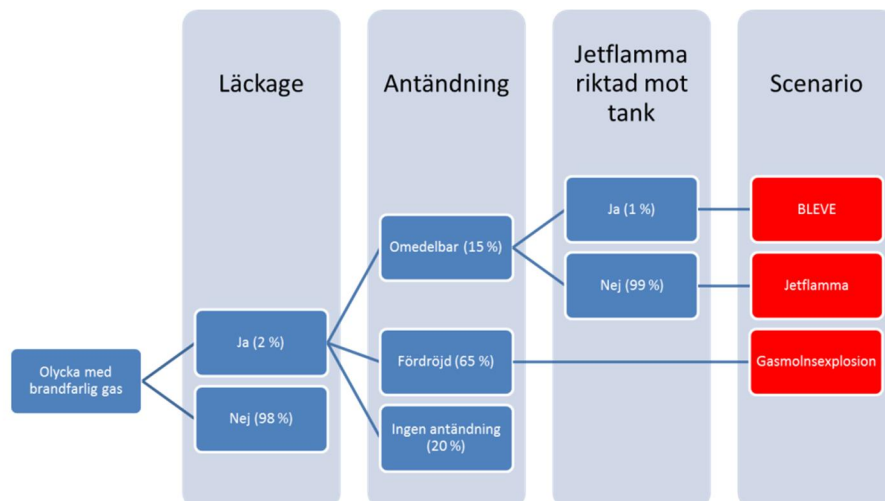 Läckage
Antändning
Jetflamma
riktad mot
tank
Scenario
Olycka med
brandfarlig gas
Ja (2 %)
Nej (98 %)
Omedelbar (15 %)
Fördröjd (65 %)
Ingen antändning
(20 %)
Ja (1 %)
Nej (99 %)
BLEVE
Jetflamma
Gasmolnsexplosion